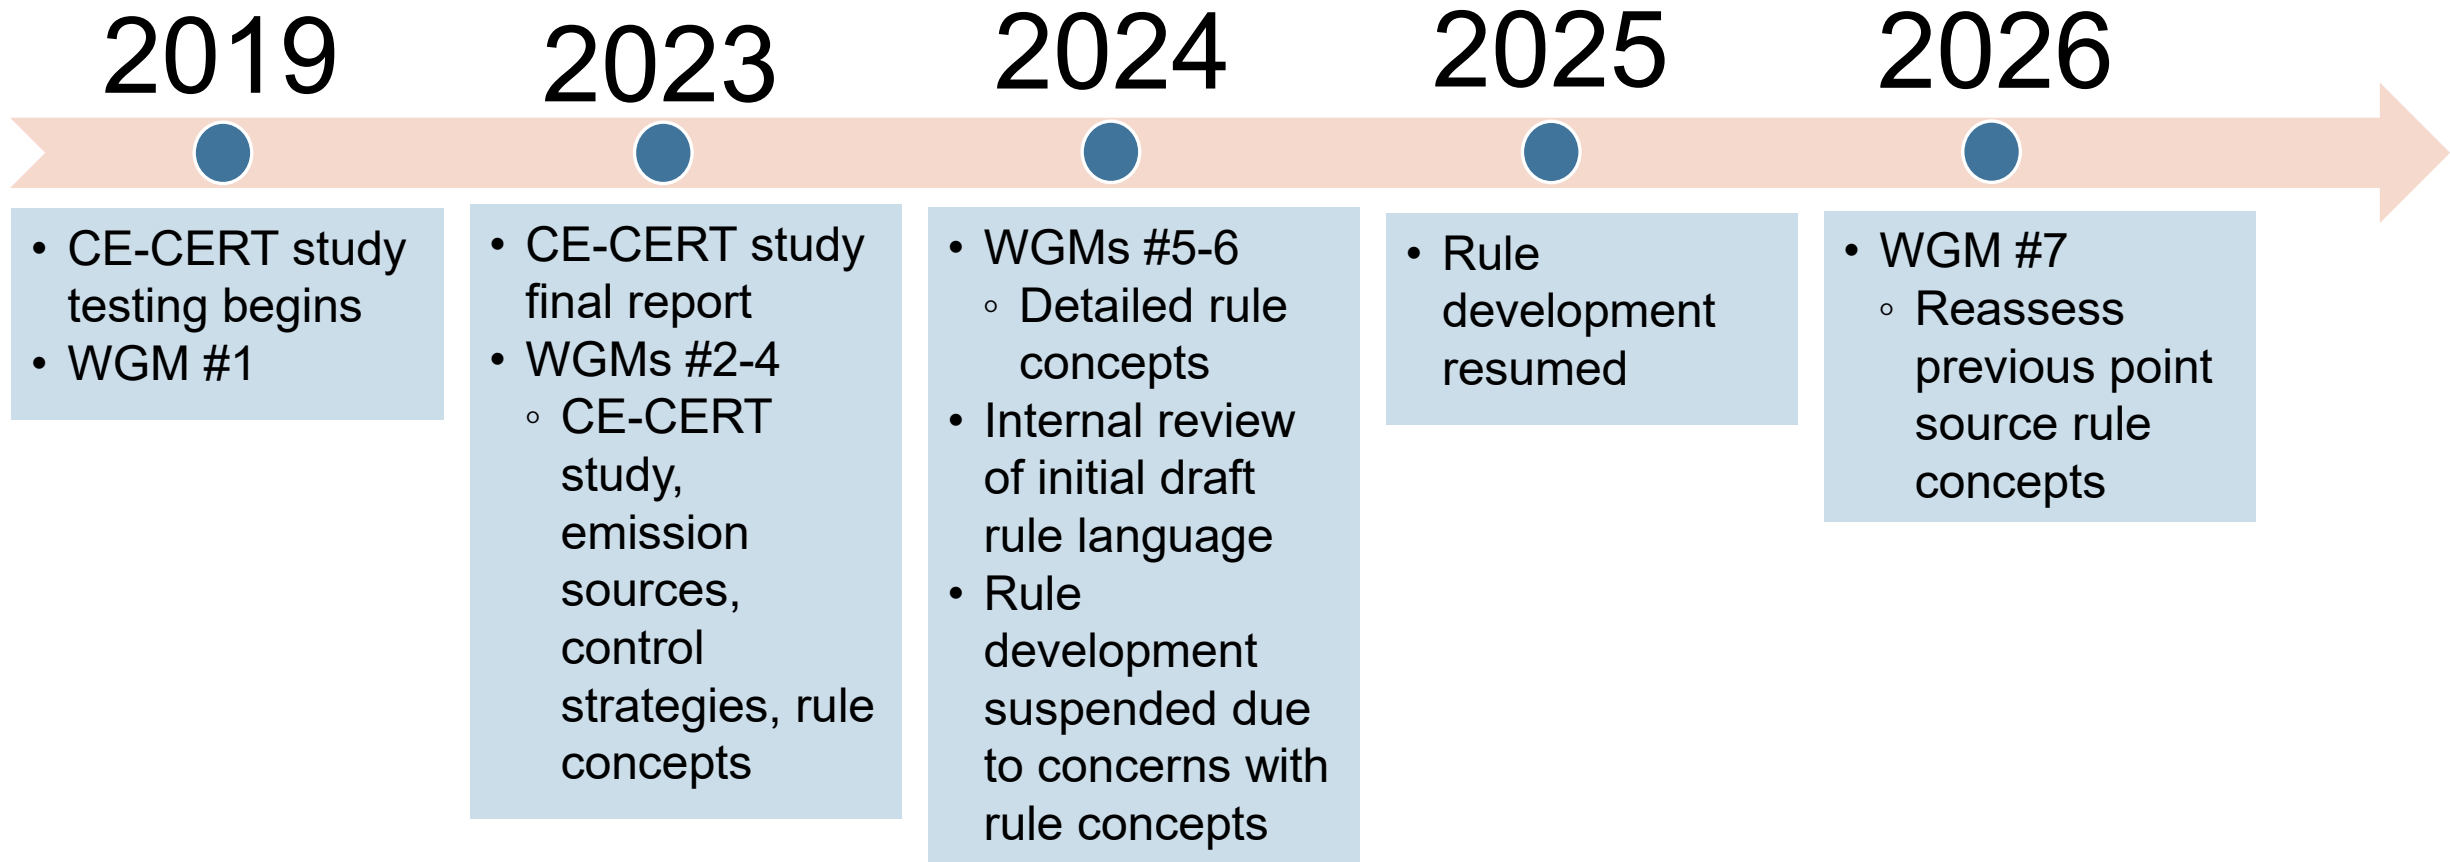 2019
• CE-CERT study
testing begins
• WGM #1
2023
• CE-CERT study
final report
• WGMs #2-4
◦ CE-CERT
study,
emission
sources,
control
strategies, rule
concepts
2024
• WGMs #5-6
◦ Detailed rule
concepts
• Internal review
of initial draft
rule language
• Rule
development
suspended due
to concerns with
rule concepts
2025
• Rule
development
resumed
2026
• WGM #7
◦ Reassess
previous point
source rule
concepts